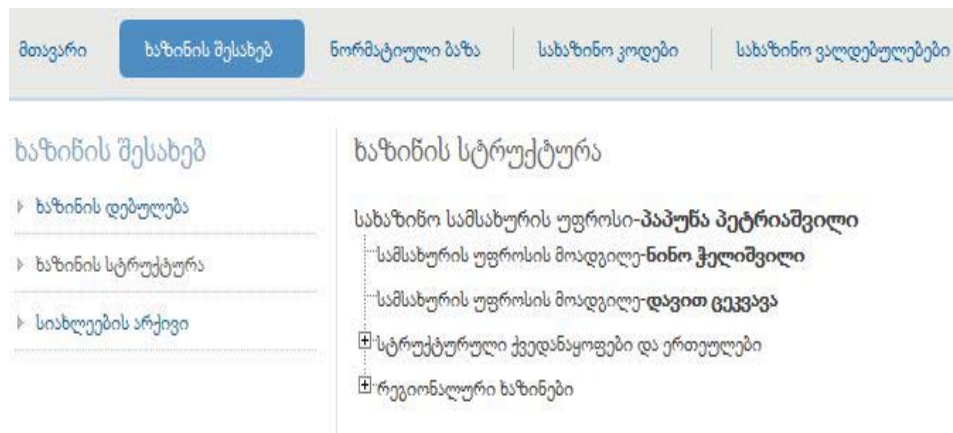 მთავარი ხაზინის შესახებ ნორმატიული ბაზა სახაზინო კოდები სახაზინო ვალდებულებები
ხაზინის შესახებ
ხაზინის დებულება
ხაზინის სტრუქტურა
სიახლეების არქივი
ხაზინის სტრუქტურა
სახაზინო სამსახურის უფროსი-პაპუნა პეტრიაშვილი
სამსახურის უფროსის მოადგილე-ნინო ჭელიშვილი
სამსახურის უფროსის მოადგილე-დავით ცეკვავა
სტრუქტურული ქვედანაყოფები და ერთეულები
რეგიონალური ხაზინები